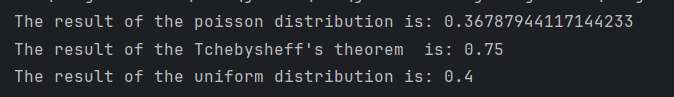 The result of the poisson distribution is: 0.36787944117144233
The result of the Tchebysheff's theorem  is: 0.75
The result of the uniform distribution is: 0.4